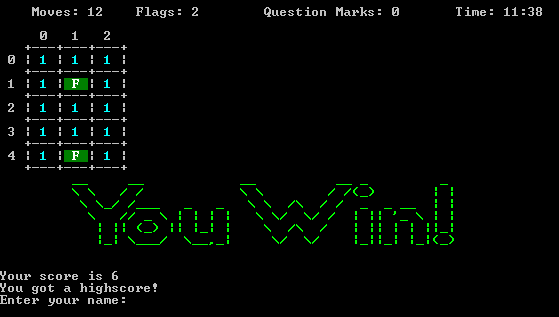 Moves: 12 Flags: 2 Question Marks: 0 Time: 11:38
0 1 2
0 1 1 1
1 1 F 1
2 1 1 1
3 1 1 1
4 1 F 1
You Win!
Your score is 6
You got a highscore!
Enter your name: